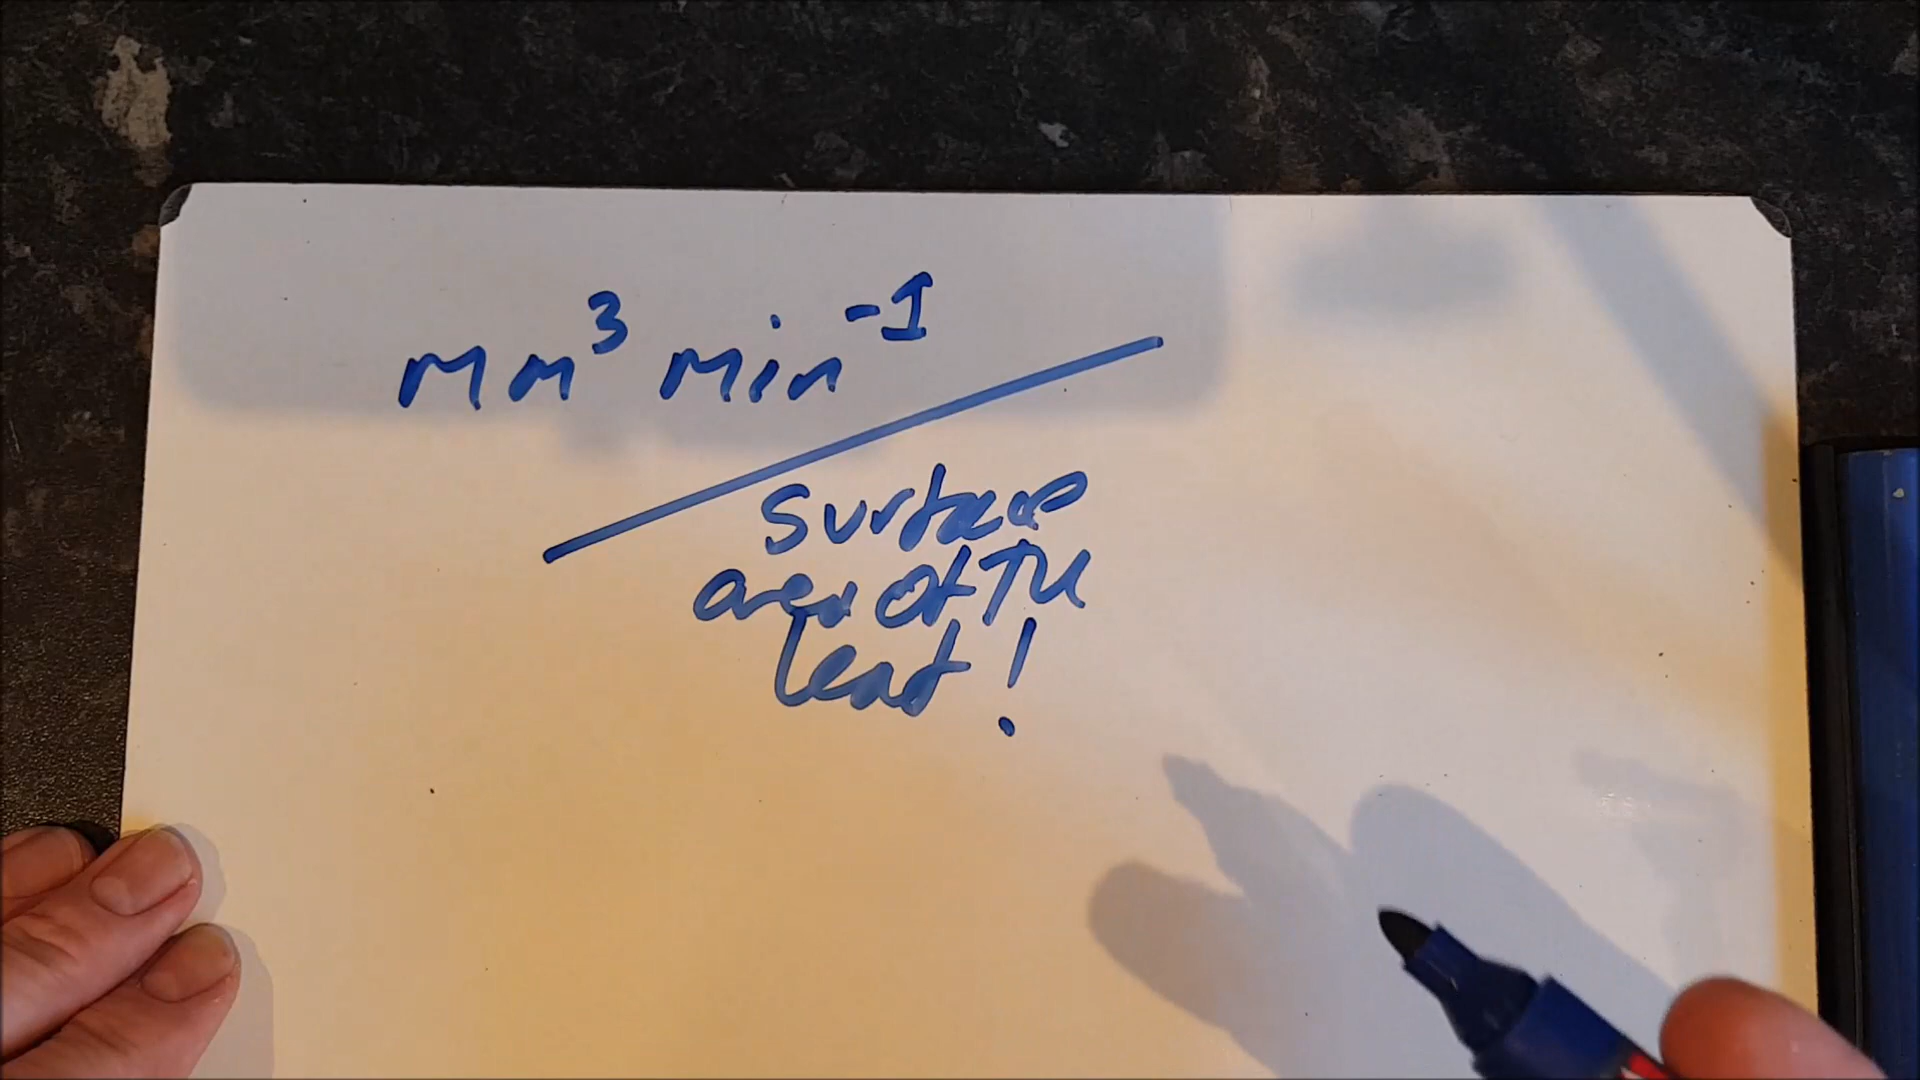 mm³ min⁻¹
Surface
area of the
leaf!